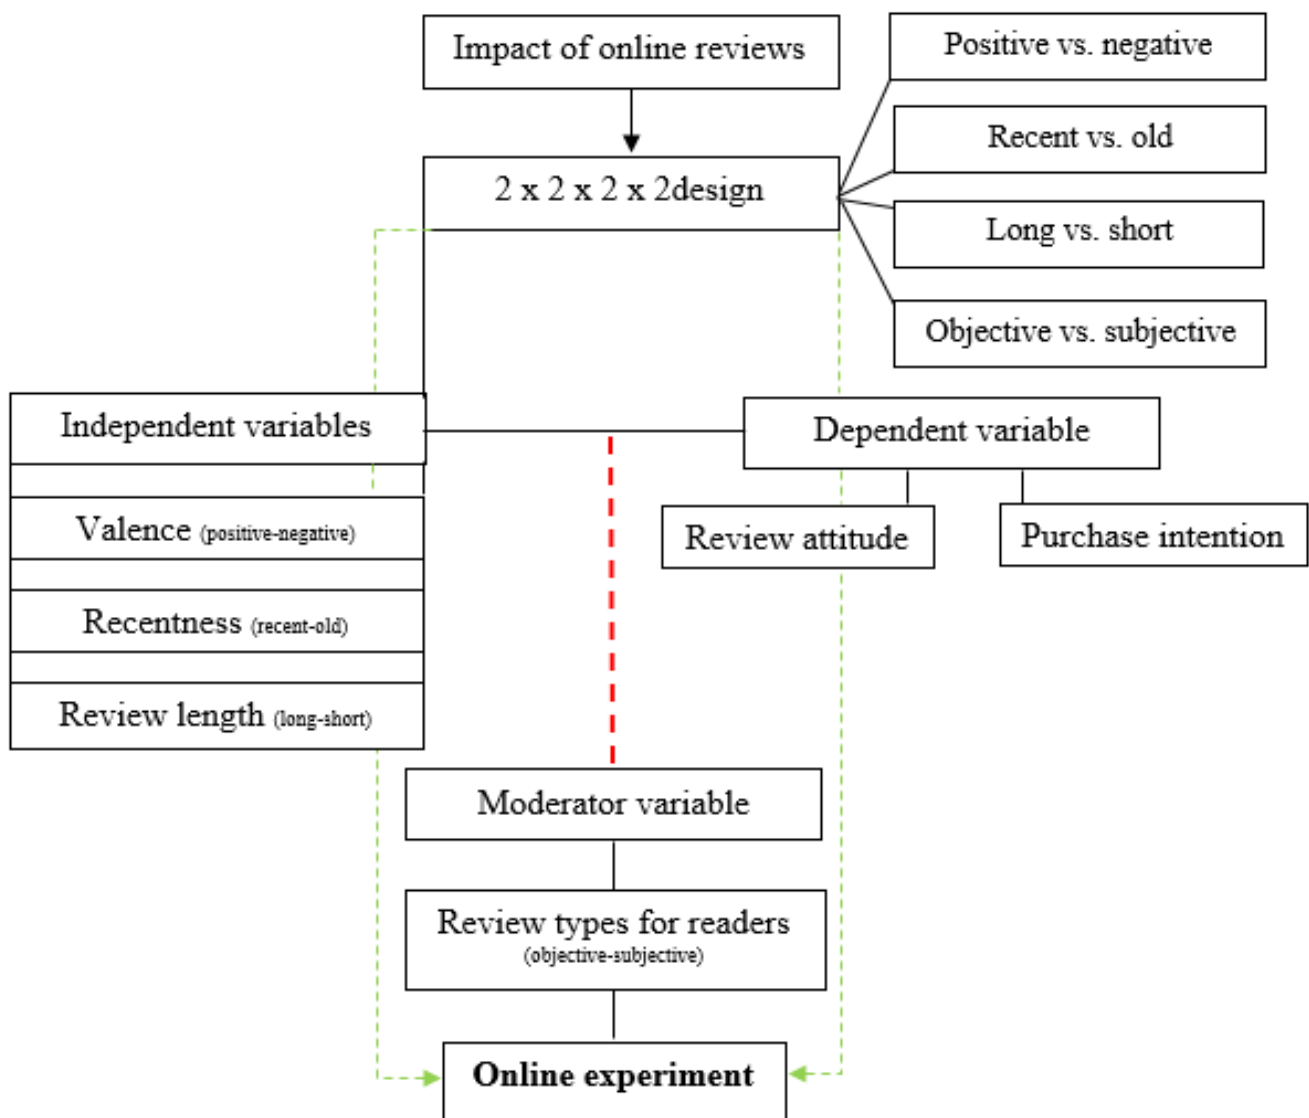 Impact of online reviews
Positive vs. negative
Recent vs. old
2 x 2 x 2 x 2design
Long vs. short
Objective vs. subjective
Independent variables
Dependent variable
Valence (positive-negative)
Review attitude
Purchase intention
Recentness (recent-old)
Review length (long-short)
Moderator variable
Review types for readers
(objective-subjective)
Online experiment